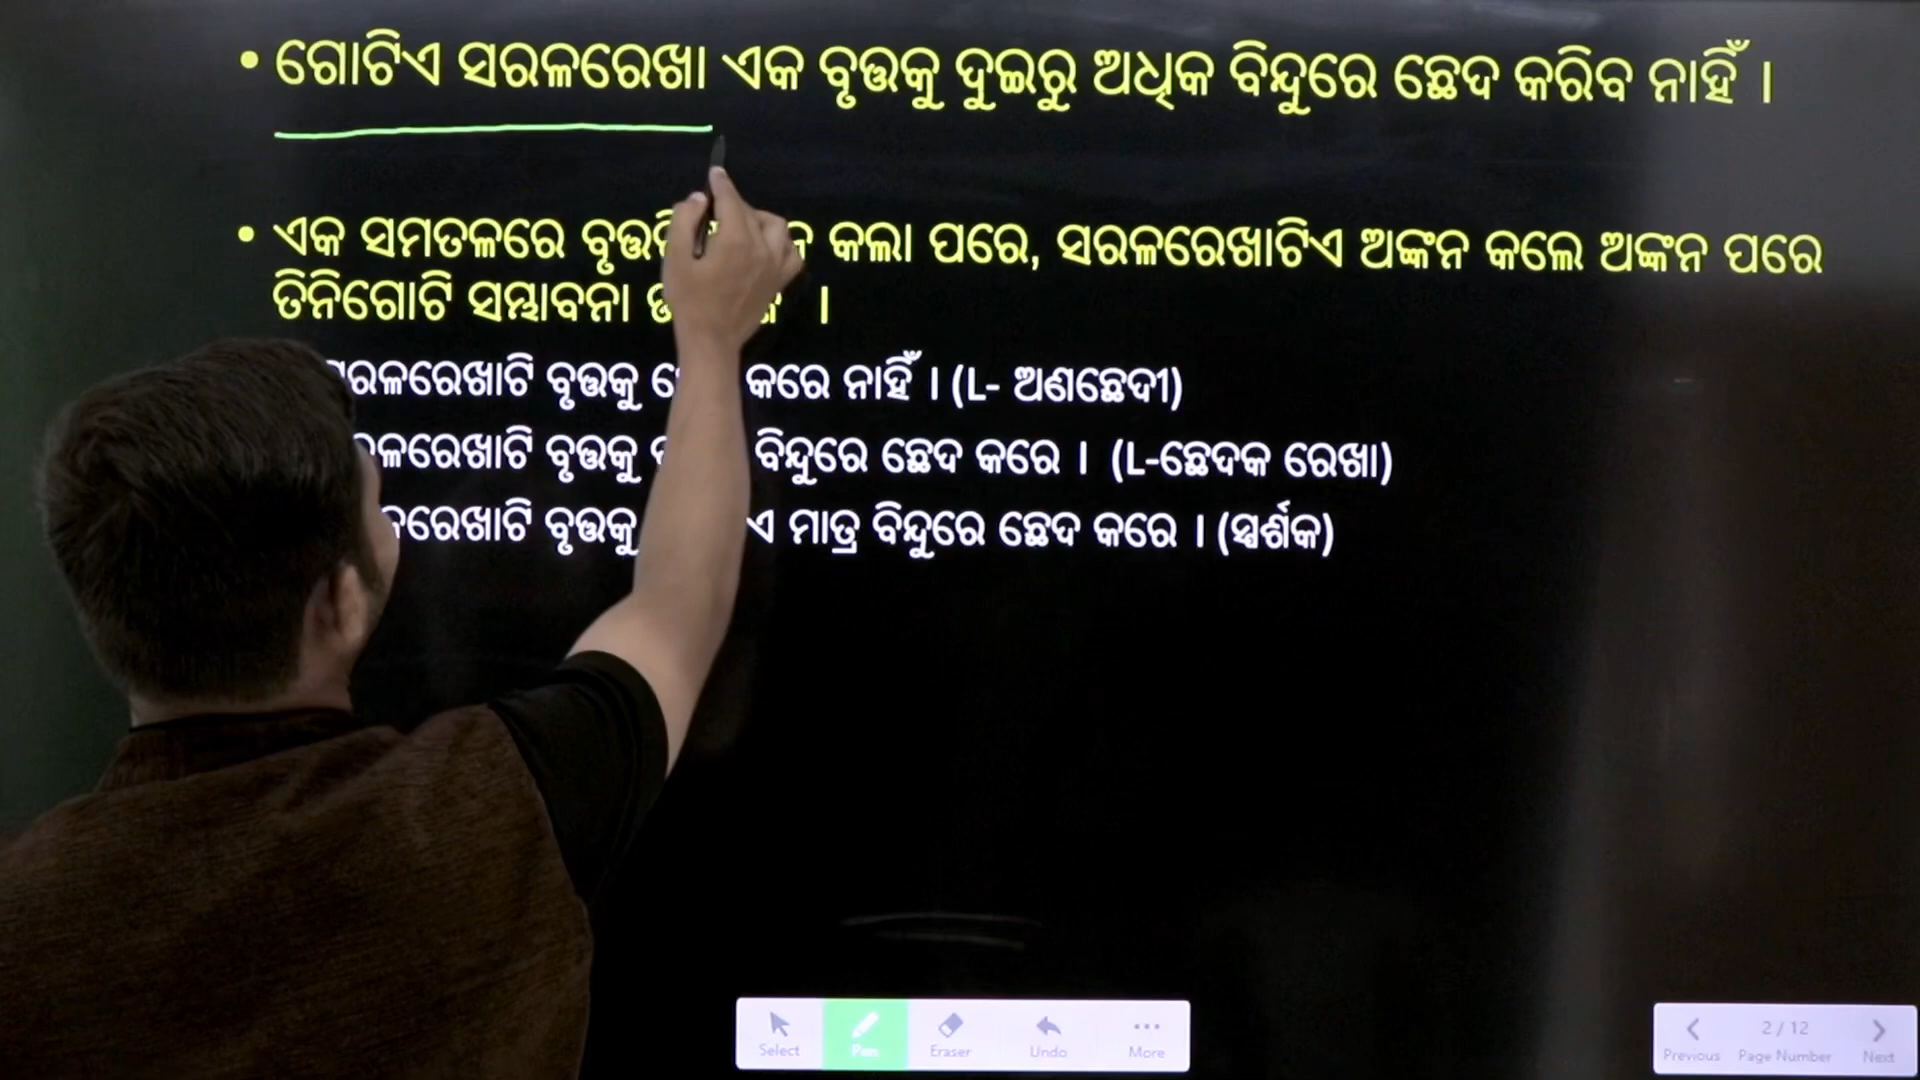 • ଗୋଟିଏ ସରଳରେଖା ଏକ ବୃତ୍ତକୁ ଦୁଇରୁ ଅଧିକ ବିନ୍ଦୁରେ ଛେଦ କରିବ ନାହିଁ ।
• ଏକ ସମତଳରେ କଲା ପରେ, ସରଳରେଖାଟିଏ ଅଙ୍କନ କଲେ ଅଙ୍କନ ପରେ
ତିନିଗୋଟି ସମ୍ଭାବନା ।
ବୃତ୍ତକୁ କରେ ନାହିଁ । (L- ଅଣଛେଦୀ)
ବୃତ୍ତକୁ ବିନ୍ଦୁରେ ଛେଦ କରେ । (L-ଛେଦକ ରେଖା)
ବୃତ୍ତକୁ ମାତ୍ର ବିନ୍ଦୁରେ ଛେଦ କରେ । (ସ୍ପର୍ଶକ)
Select Pen Eraser Undo More
2 / 12
Previous Page Number Next